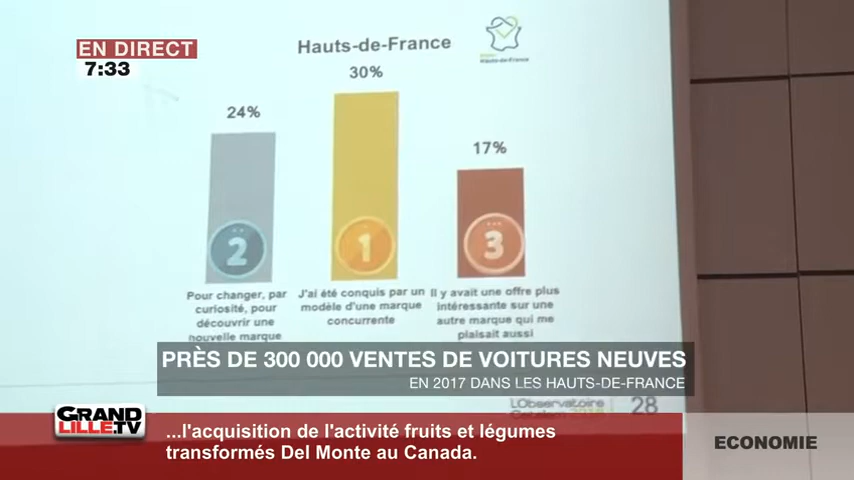 EN DIRECT
7:33
Hauts-de-France
Hauts-de-France
30%
24%
17%
2
1
3
Pour changer, par
curiosité, pour
découvrir une
nouvelle marque
J'ai été conquis par un
modèle d'une marque
concurrente
Il y avait une offre plus
intéressante sur une
autre marque qui me
plaisait aussi
PRÈS DE 300 000 VENTES DE VOITURES NEUVES
EN 2017 DANS LES HAUTS-DE-FRANCE
L'Observatoire
28
GRAND
LILLE.TV
...l'acquisition de l'activité fruits et légumes
transformés Del Monte au Canada.
ECONOMIE